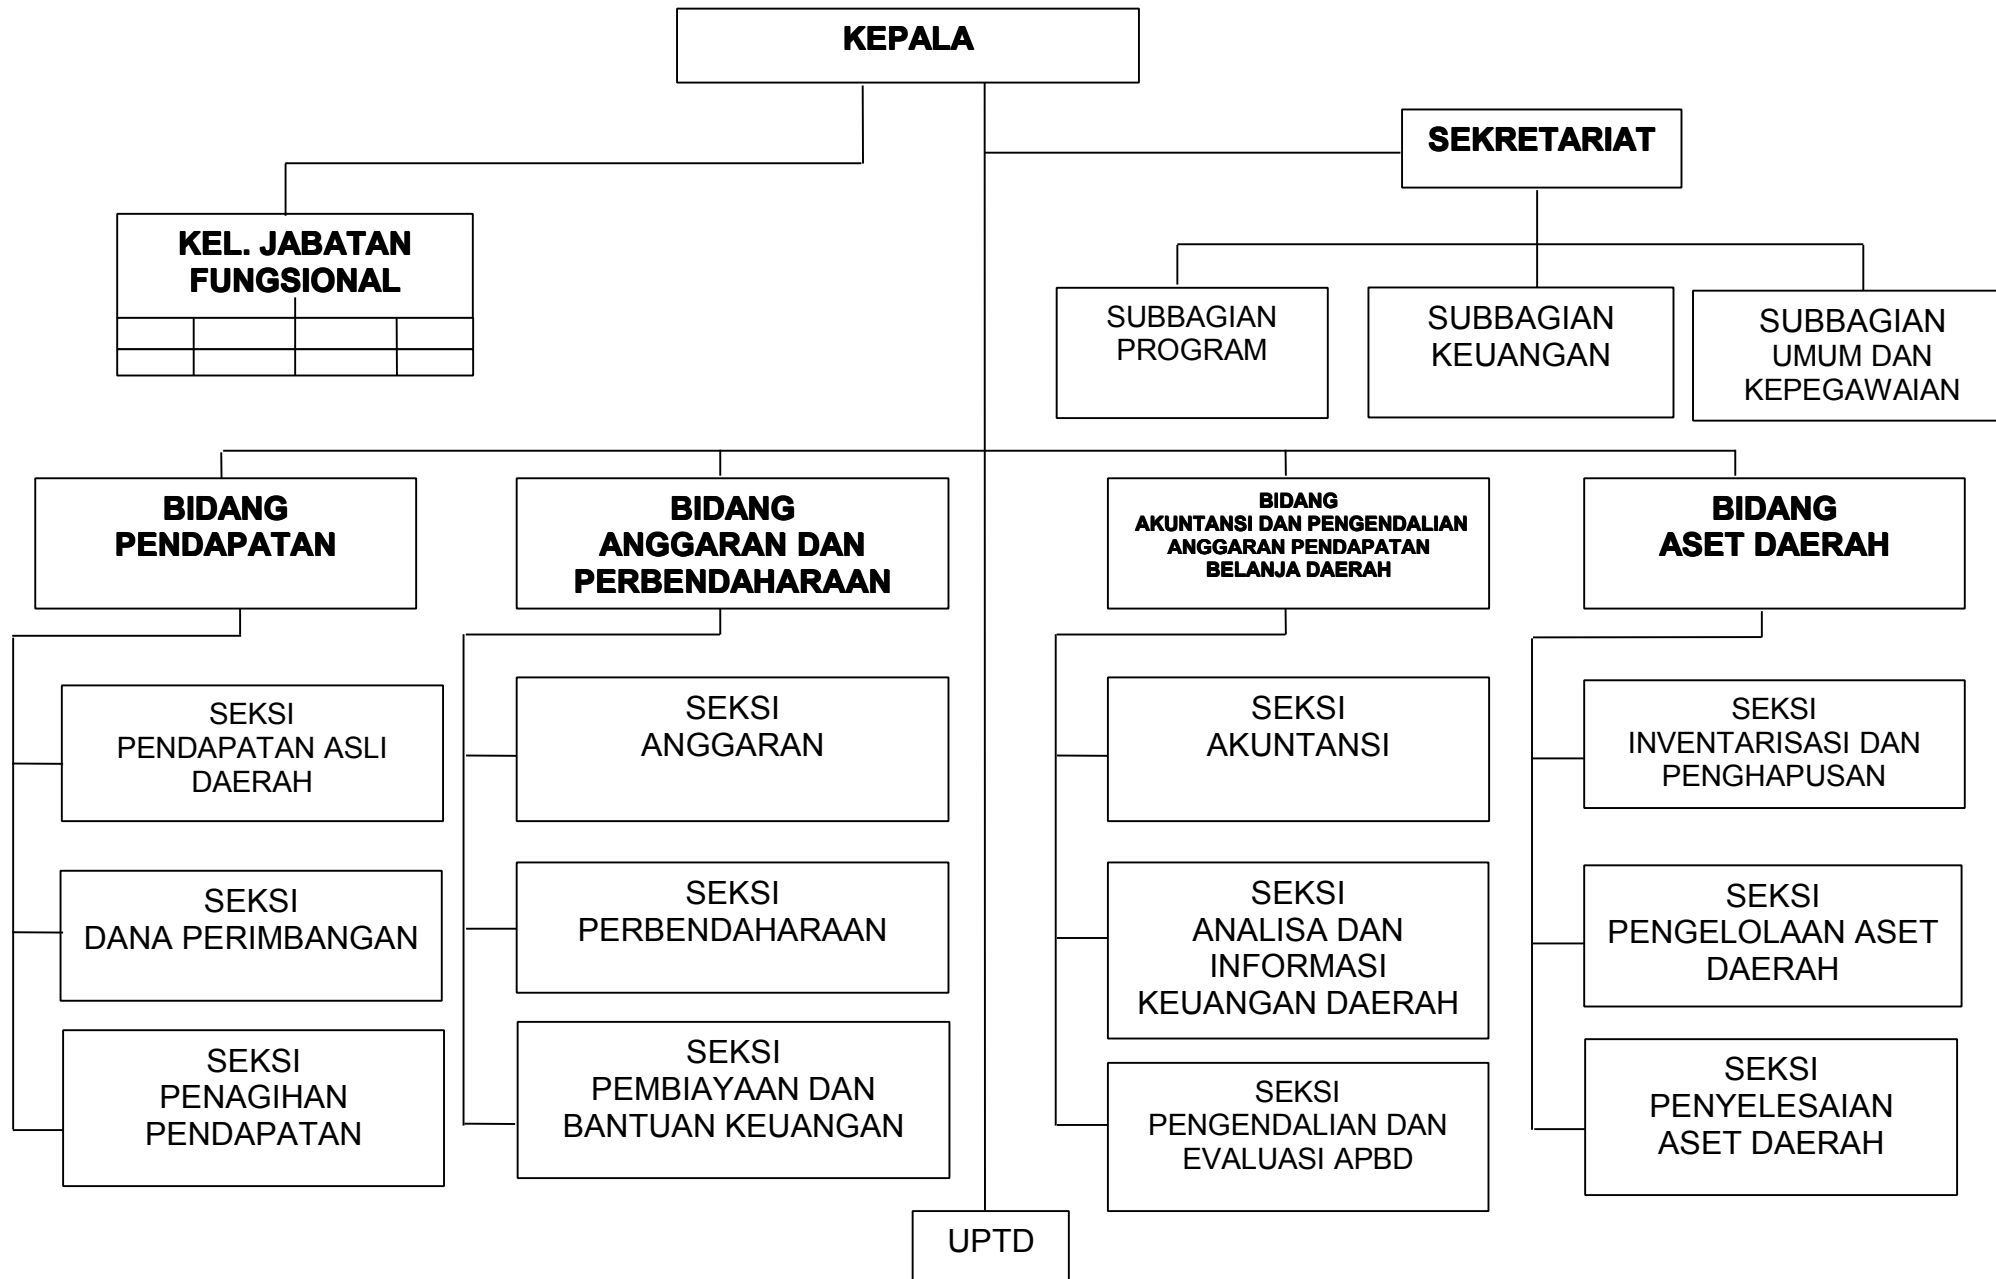 KEPALA
SEKRETARIAT
KEL. JABATAN
FUNGSIONAL
SUBBAGIAN
PROGRAM
SUBBAGIAN
KEUANGAN
SUBBAGIAN
UMUM DAN
KEPEGAWAIAN
BIDANG
PENDAPATAN
BIDANG
ANGGARAN DAN
PERBENDAHARAAN
BIDANG
AKUNTANSI DAN PENGENDALIAN
ANGGARAN PENDAPATAN
BELANJA DAERAH
BIDANG
ASET DAERAH
SEKSI
PENDAPATAN ASLI
DAERAH
SEKSI
ANGGARAN
SEKSI
AKUNTANSI
SEKSI
INVENTARISASI DAN
PENGHAPUSAN
SEKSI
DANA PERIMBANGAN
SEKSI
PERBENDAHARAAN
SEKSI
ANALISA DAN
INFORMASI
KEUANGAN DAERAH
SEKSI
PENGELOLAAN ASET
DAERAH
SEKSI
PENAGIHAN
PENDAPATAN
SEKSI
PEMBIAYAAN DAN
BANTUAN KEUANGAN
SEKSI
PENGENDALIAN DAN
EVALUASI APBD
SEKSI
PENYELESAIAN
ASET DAERAH
UPTD